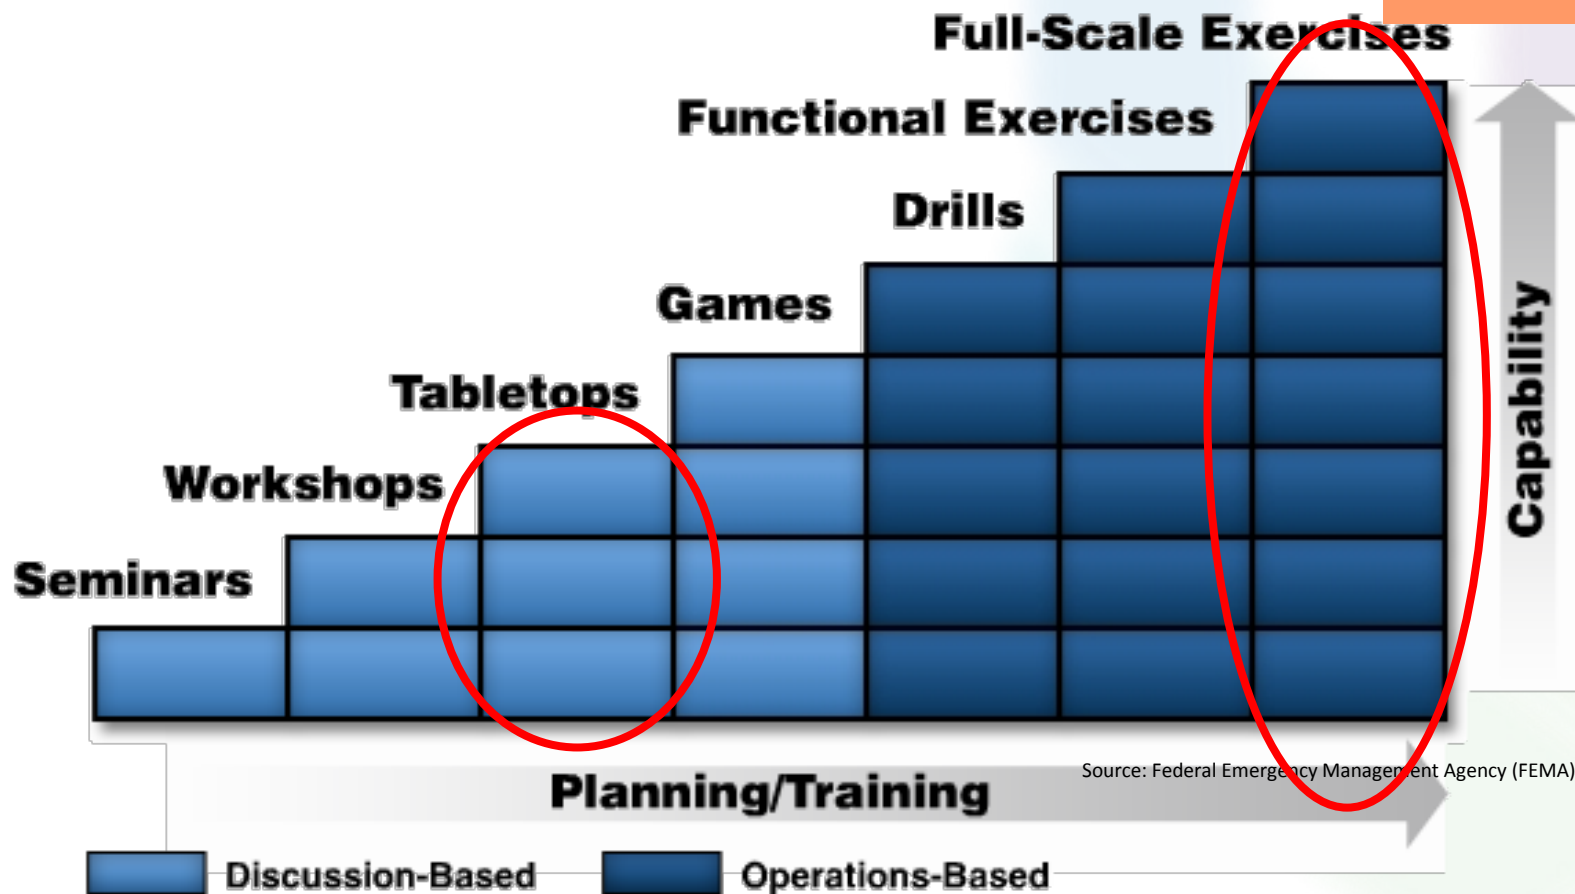 Full-Scale Exercises
Functional Exercises
Drills
Games
Tabletops
Workshops
Seminars
Capability
Source: Federal Emergency Management Agency (FEMA)
Planning/Training
Discussion-Based
Operations-Based